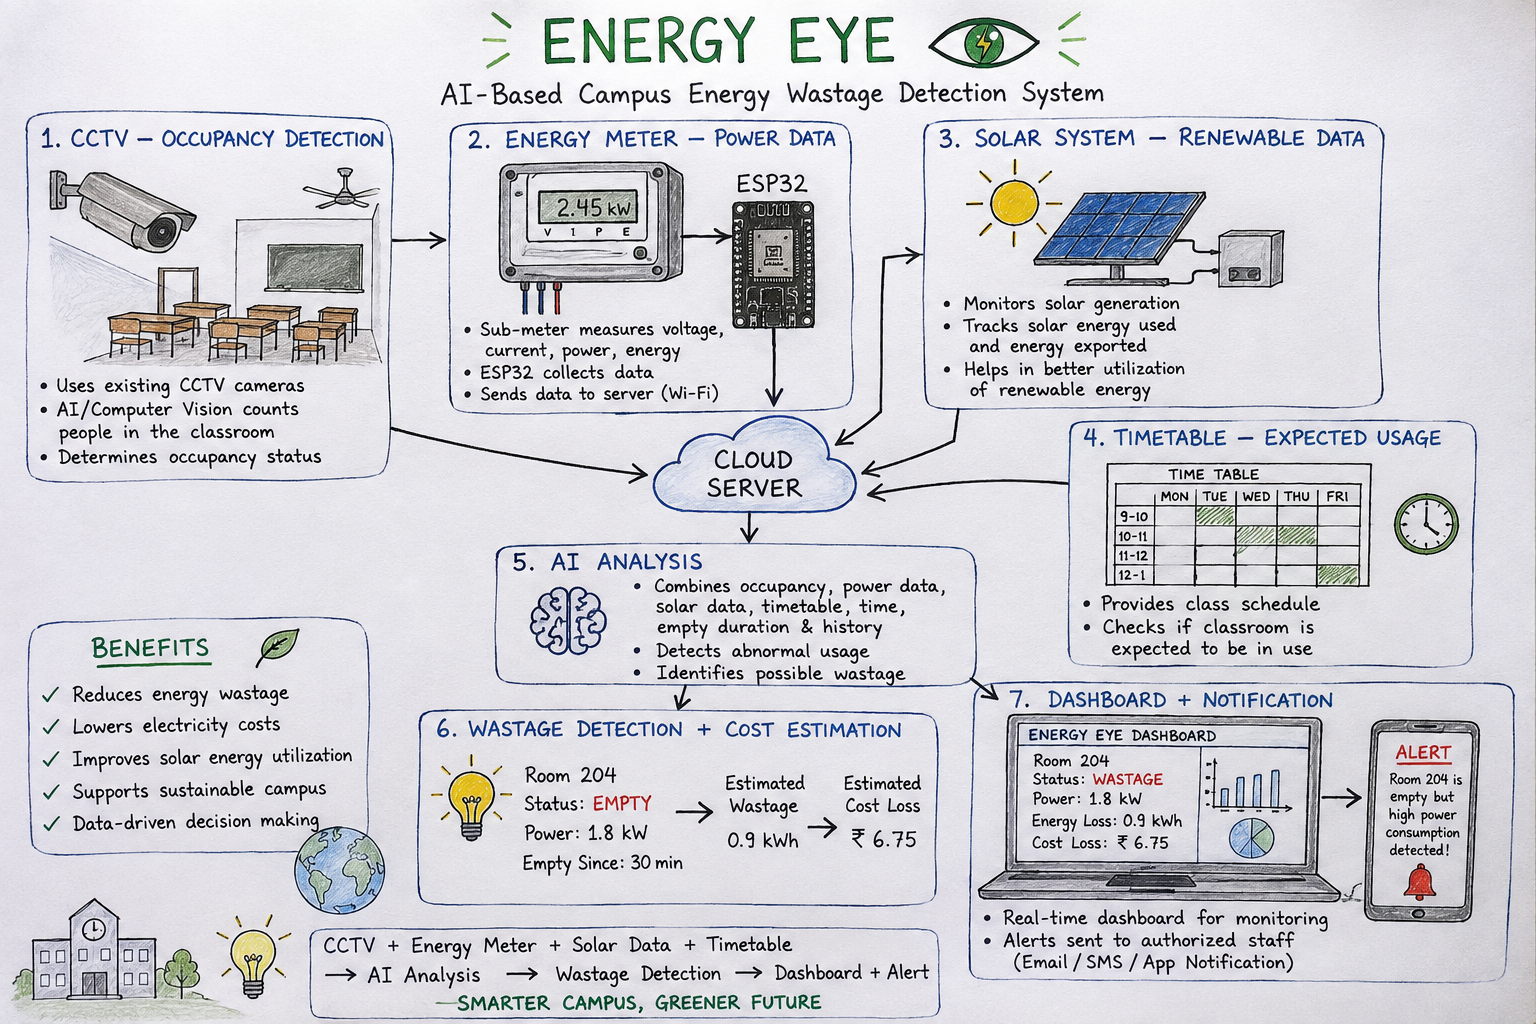 ENERGY EYE
AI-Based Campus Energy Wastage Detection System
1. CCTV – OCCUPANCY DETECTION
• Uses existing CCTV cameras
• AI/Computer Vision counts
people in the classroom
• Determines occupancy status
2. ENERGY METER – POWER DATA
2.45 kW
V I P E
ESP32
• Sub-meter measures voltage,
current, power, energy
• ESP32 collects data
• Sends data to server (Wi-Fi)
3. SOLAR SYSTEM – RENEWABLE DATA
• Monitors solar generation
• Tracks solar energy used
and energy exported
• Helps in better utilization
of renewable energy
CLOUD
SERVER
4. TIMETABLE – EXPECTED USAGE
TIME TABLE
MON TUE WED THU FRI
9-10
10-11
11-12
12-1
• Provides class schedule
• Checks if classroom is
expected to be in use
5. AI ANALYSIS
• Combines occupancy, power data,
solar data, timetable, time,
empty duration & history
• Detects abnormal usage
• Identifies possible wastage
BENEFITS
✓ Reduces energy wastage
✓ Lowers electricity costs
✓ Improves solar energy utilization
✓ Supports sustainable campus
✓ Data-driven decision making
6. WASTAGE DETECTION + COST ESTIMATION
Room 204
Status: EMPTY
Power: 1.8 kW
Empty Since: 30 min
Estimated
Wastage
0.9 kWh
Estimated
Cost Loss
₹ 6.75
7. DASHBOARD + NOTIFICATION
ENERGY EYE DASHBOARD
Room 204
Status: WASTAGE
Power: 1.8 kW
Energy Loss: 0.9 kWh
Cost Loss: ₹ 6.75
ALERT
Room 204 is
empty but
high power
consumption
detected!
• Real-time dashboard for monitoring
• Alerts sent to authorized staff
(Email / SMS / App Notification)
CCTV + Energy Meter + Solar Data + Timetable
→ AI Analysis → Wastage Detection → Dashboard + Alert
SMARTER CAMPUS, GREENER FUTURE